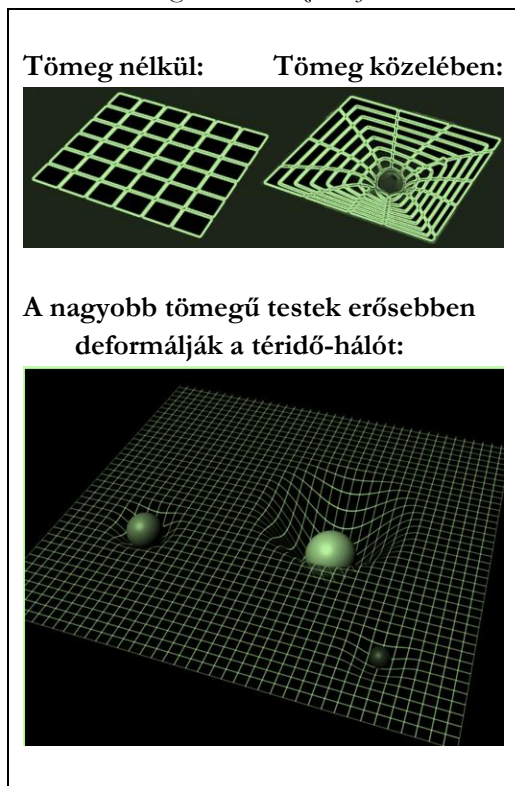 Tömeg nélkül: Tömeg közelében:
A nagyobb tömegű testek erősebben
deformálják a téridő-hálót: